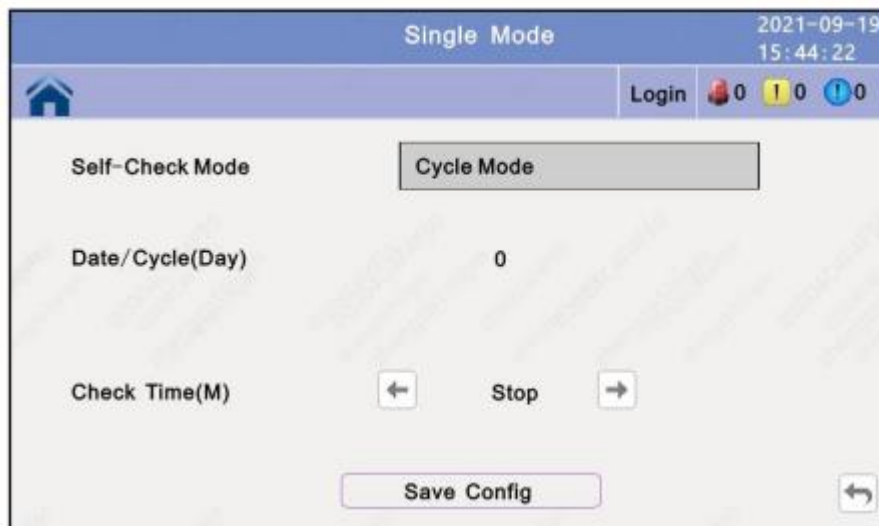 Single Mode
2021-09-19
15:44:22
Login 0 ! 0 ! 0
Self-Check Mode Cycle Mode
Date/Cycle(Day) 0
Check Time(M) ← Stop →
Save Config